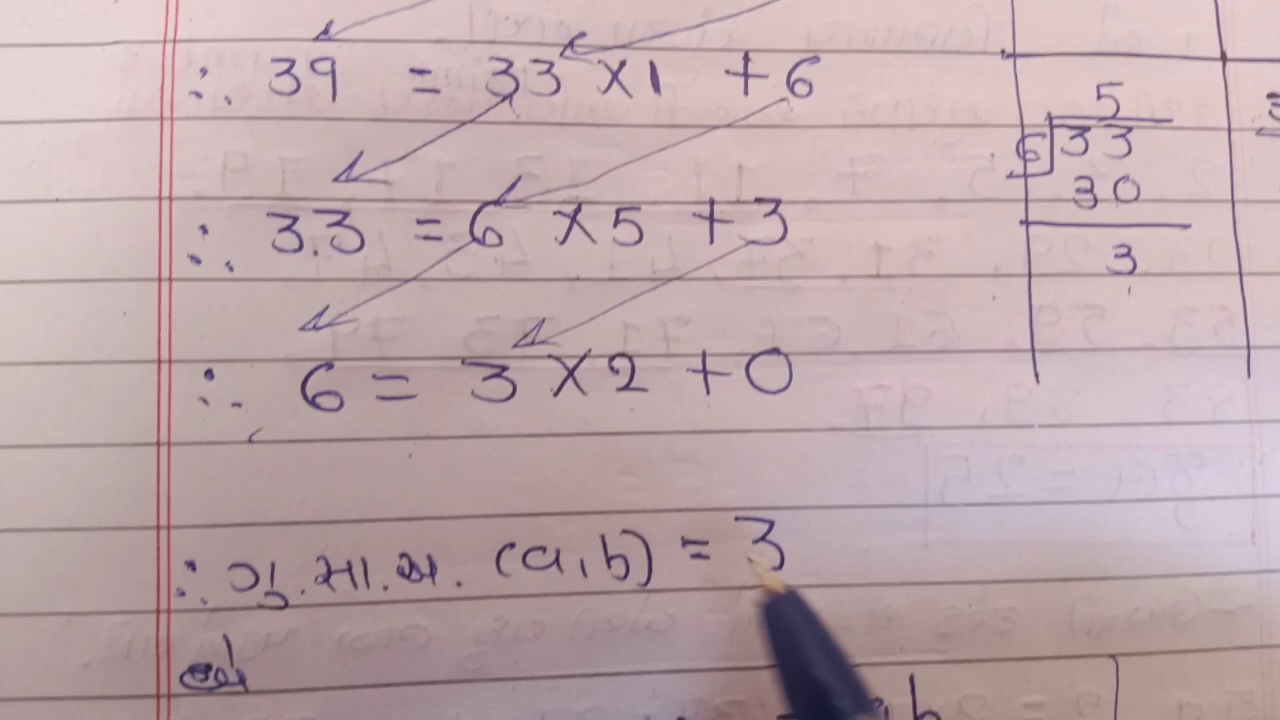 ∴ 39 = 33 × 1 + 6
∴ 33 = 6 × 5 + 3
∴ 6 = 3 × 2 + 0
∴ ગુ.સા.અ. (a, b) = 3
5
6 33
30
3